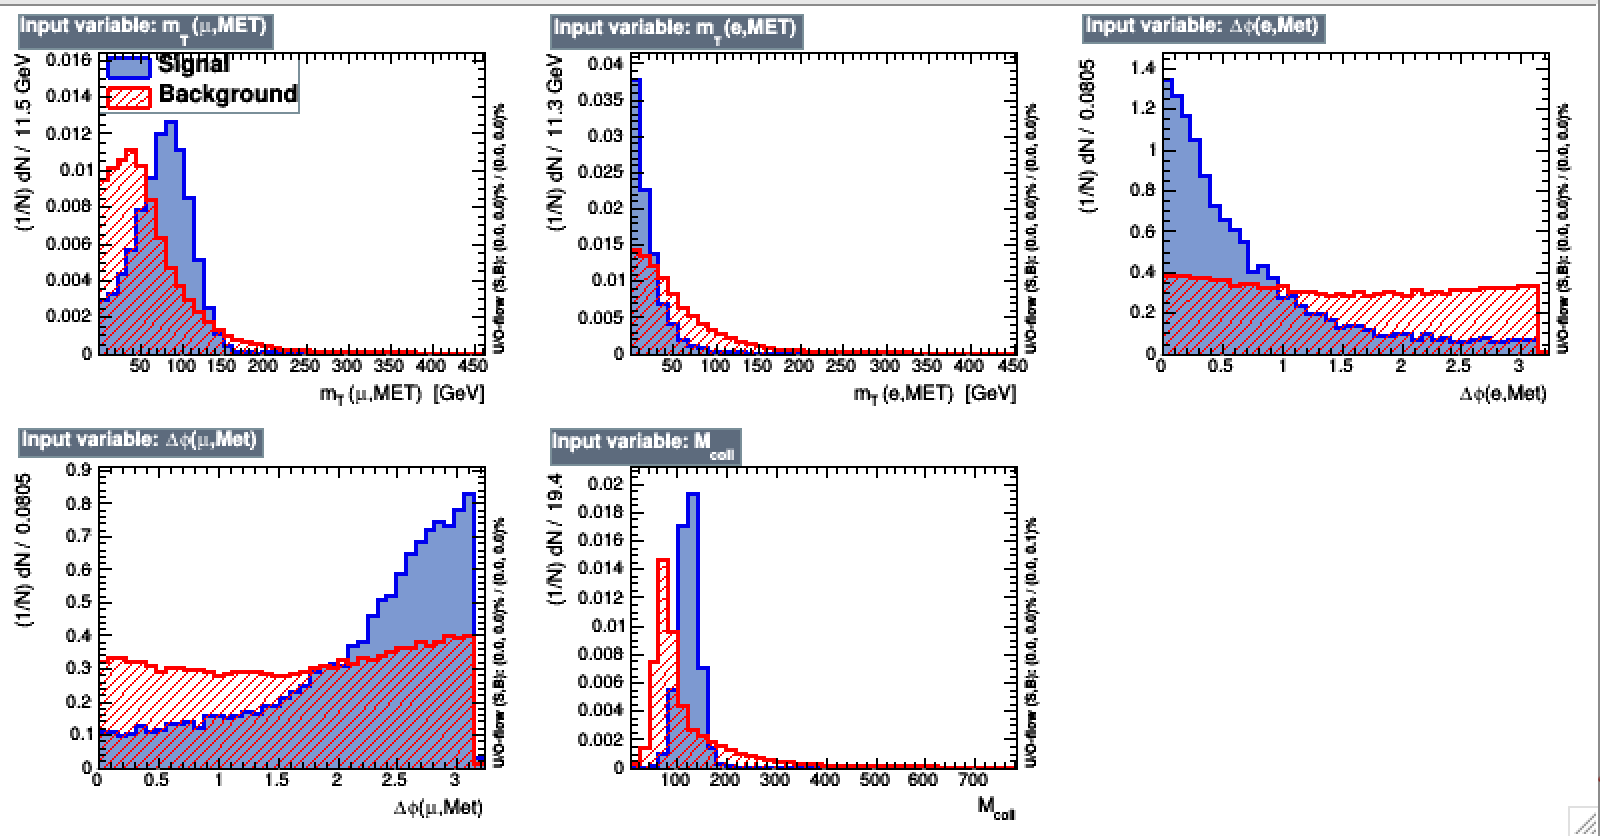 Input variable: mT (μ,MET)
(1/N) dN / 11.5 GeV
0.016
0.014
0.012
0.01
0.008
0.006
0.004
0.002
0
Signal
Background
50 100 150 200 250 300 350 400 450
mT (μ,MET) [GeV]
U/O-flow (S,B): (0.0, 0.0)% / (0.0, 0.0)%
Input variable: mT (e,MET)
(1/N) dN / 11.3 GeV
0.04
0.035
0.03
0.025
0.02
0.015
0.01
0.005
0
50 100 150 200 250 300 350 400 450
mT (e,MET) [GeV]
U/O-flow (S,B): (0.0, 0.0)% / (0.0, 0.0)%
Input variable: Δϕ(e,Met)
(1/N) dN / 0.0805
1.4
1.2
1
0.8
0.6
0.4
0.2
0
0 0.5 1 1.5 2 2.5 3
Δϕ(e,Met)
U/O-flow (S,B): (0.0, 0.0)% / (0.0, 0.0)%
Input variable: Δϕ(μ,Met)
(1/N) dN / 0.0805
0.9
0.8
0.7
0.6
0.5
0.4
0.3
0.2
0.1
0
0 0.5 1 1.5 2 2.5 3
Δϕ(μ,Met)
U/O-flow (S,B): (0.0, 0.0)% / (0.0, 0.0)%
Input variable: Mcoll
(1/N) dN / 19.4
0.02
0.018
0.016
0.014
0.012
0.01
0.008
0.006
0.004
0.002
0
100 200 300 400 500 600 700
Mcoll
U/O-flow (S,B): (0.0, 0.0)% / (0.0, 0.1)%